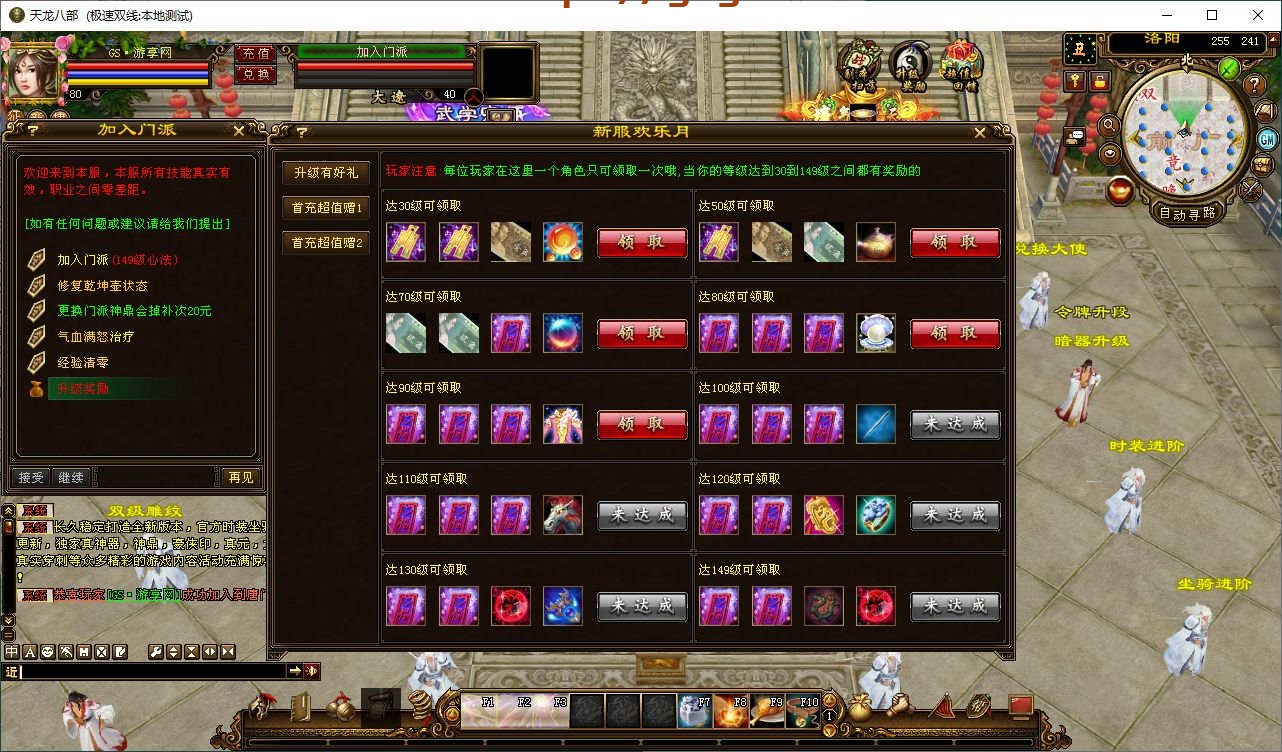 天龙八部 (极速双线:本地测试)
GS·游享网
充值
兑换
80
加入门派
大遼
40
洛阳
255 241
北
丑
GM
自动寻路
加入门派
欢迎来到本服，本服所有技能真实有
效，职业之间零差距。
[如有任何问题或建议请给我们提出]
加入门派(149级心法)
修复乾坤壶状态
更换门派神鼎会掉补次20元
气血满怒治疗
经验清零
升级奖励
接受 继续 再见
新服欢乐月
升级有好礼
首充超值赠1
首充超值赠2
玩家注意 每位玩家在这里一个角色只可领取一次哦,当你的等级达到30到149级之间都有奖励的
达30级可领取
领取
达50级可领取
领取
达70级可领取
领取
达80级可领取
领取
达90级可领取
领取
达100级可领取
未达成
达110级可领取
未达成
达120级可领取
未达成
达130级可领取
未达成
达149级可领取
未达成
兑换大使
令牌升段
暗器升级
时装进阶
坐骑进阶
双级雕纹
系统
系统 长久稳定打造全新版本，官方时装坐骑
更新，独家真神器，神鼎，豪侠印，真元，
真实穿刺等众多精彩的游戏内容活动充满惊
！
系统 恭喜玩家[GS·游享网]成功加入到唐门
近
F1 F2 F3 F7 F8 F9 F10
1